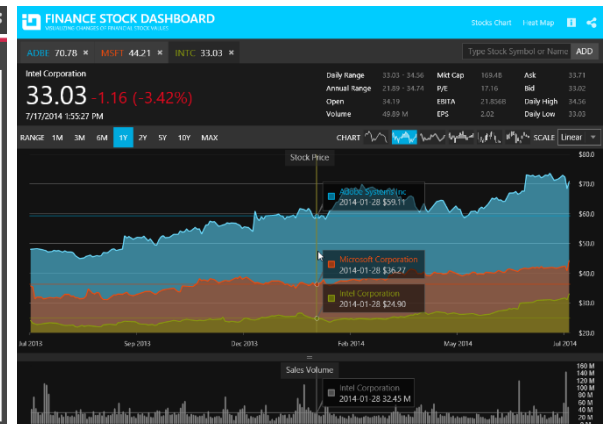 FINANCE STOCK DASHBOARD
VISUALIZING CHANGES OF FINANCIAL STOCK VALUES
Stocks Chart Heat Map
ADBE 70.78 × MSFT 44.21 × INTC 33.03 ×
Type Stock Symbol or Name ADD
Intel Corporation
33.03 -1.16 (-3.42%)
7/17/2014 1:55:27 PM
Daily Range 33.03 - 34.56 Mkt Cap 169.48 Ask 33.71
Annual Range 21.89 - 34.74 P/E 17.16 Bid 33.02
Open 34.19 EBITA 21.856B Daily High 34.56
Volume 49.89 M EPS 2.02 Daily Low 33.03
RANGE 1M 3M 6M 1Y 2Y 5Y 10Y MAX CHART SCALE Linear
Stock Price
$80.0
$70.0
Adobe Systems Inc
2014-01-28 $59.11
$60.0
$50.0
Microsoft Corporation
2014-01-28 $36.27
$40.0
Intel Corporation
2014-01-28 $24.90
$30.0
$20.0
Jul 2013 Sep 2013 Dec 2013 Feb 2014 May 2014 Jul 2014
Sales Volume
160 M
140 M
120 M
Intel Corporation
2014-01-28 32.45 M
100 M
80 M
60 M
40 M
20 M
0 M